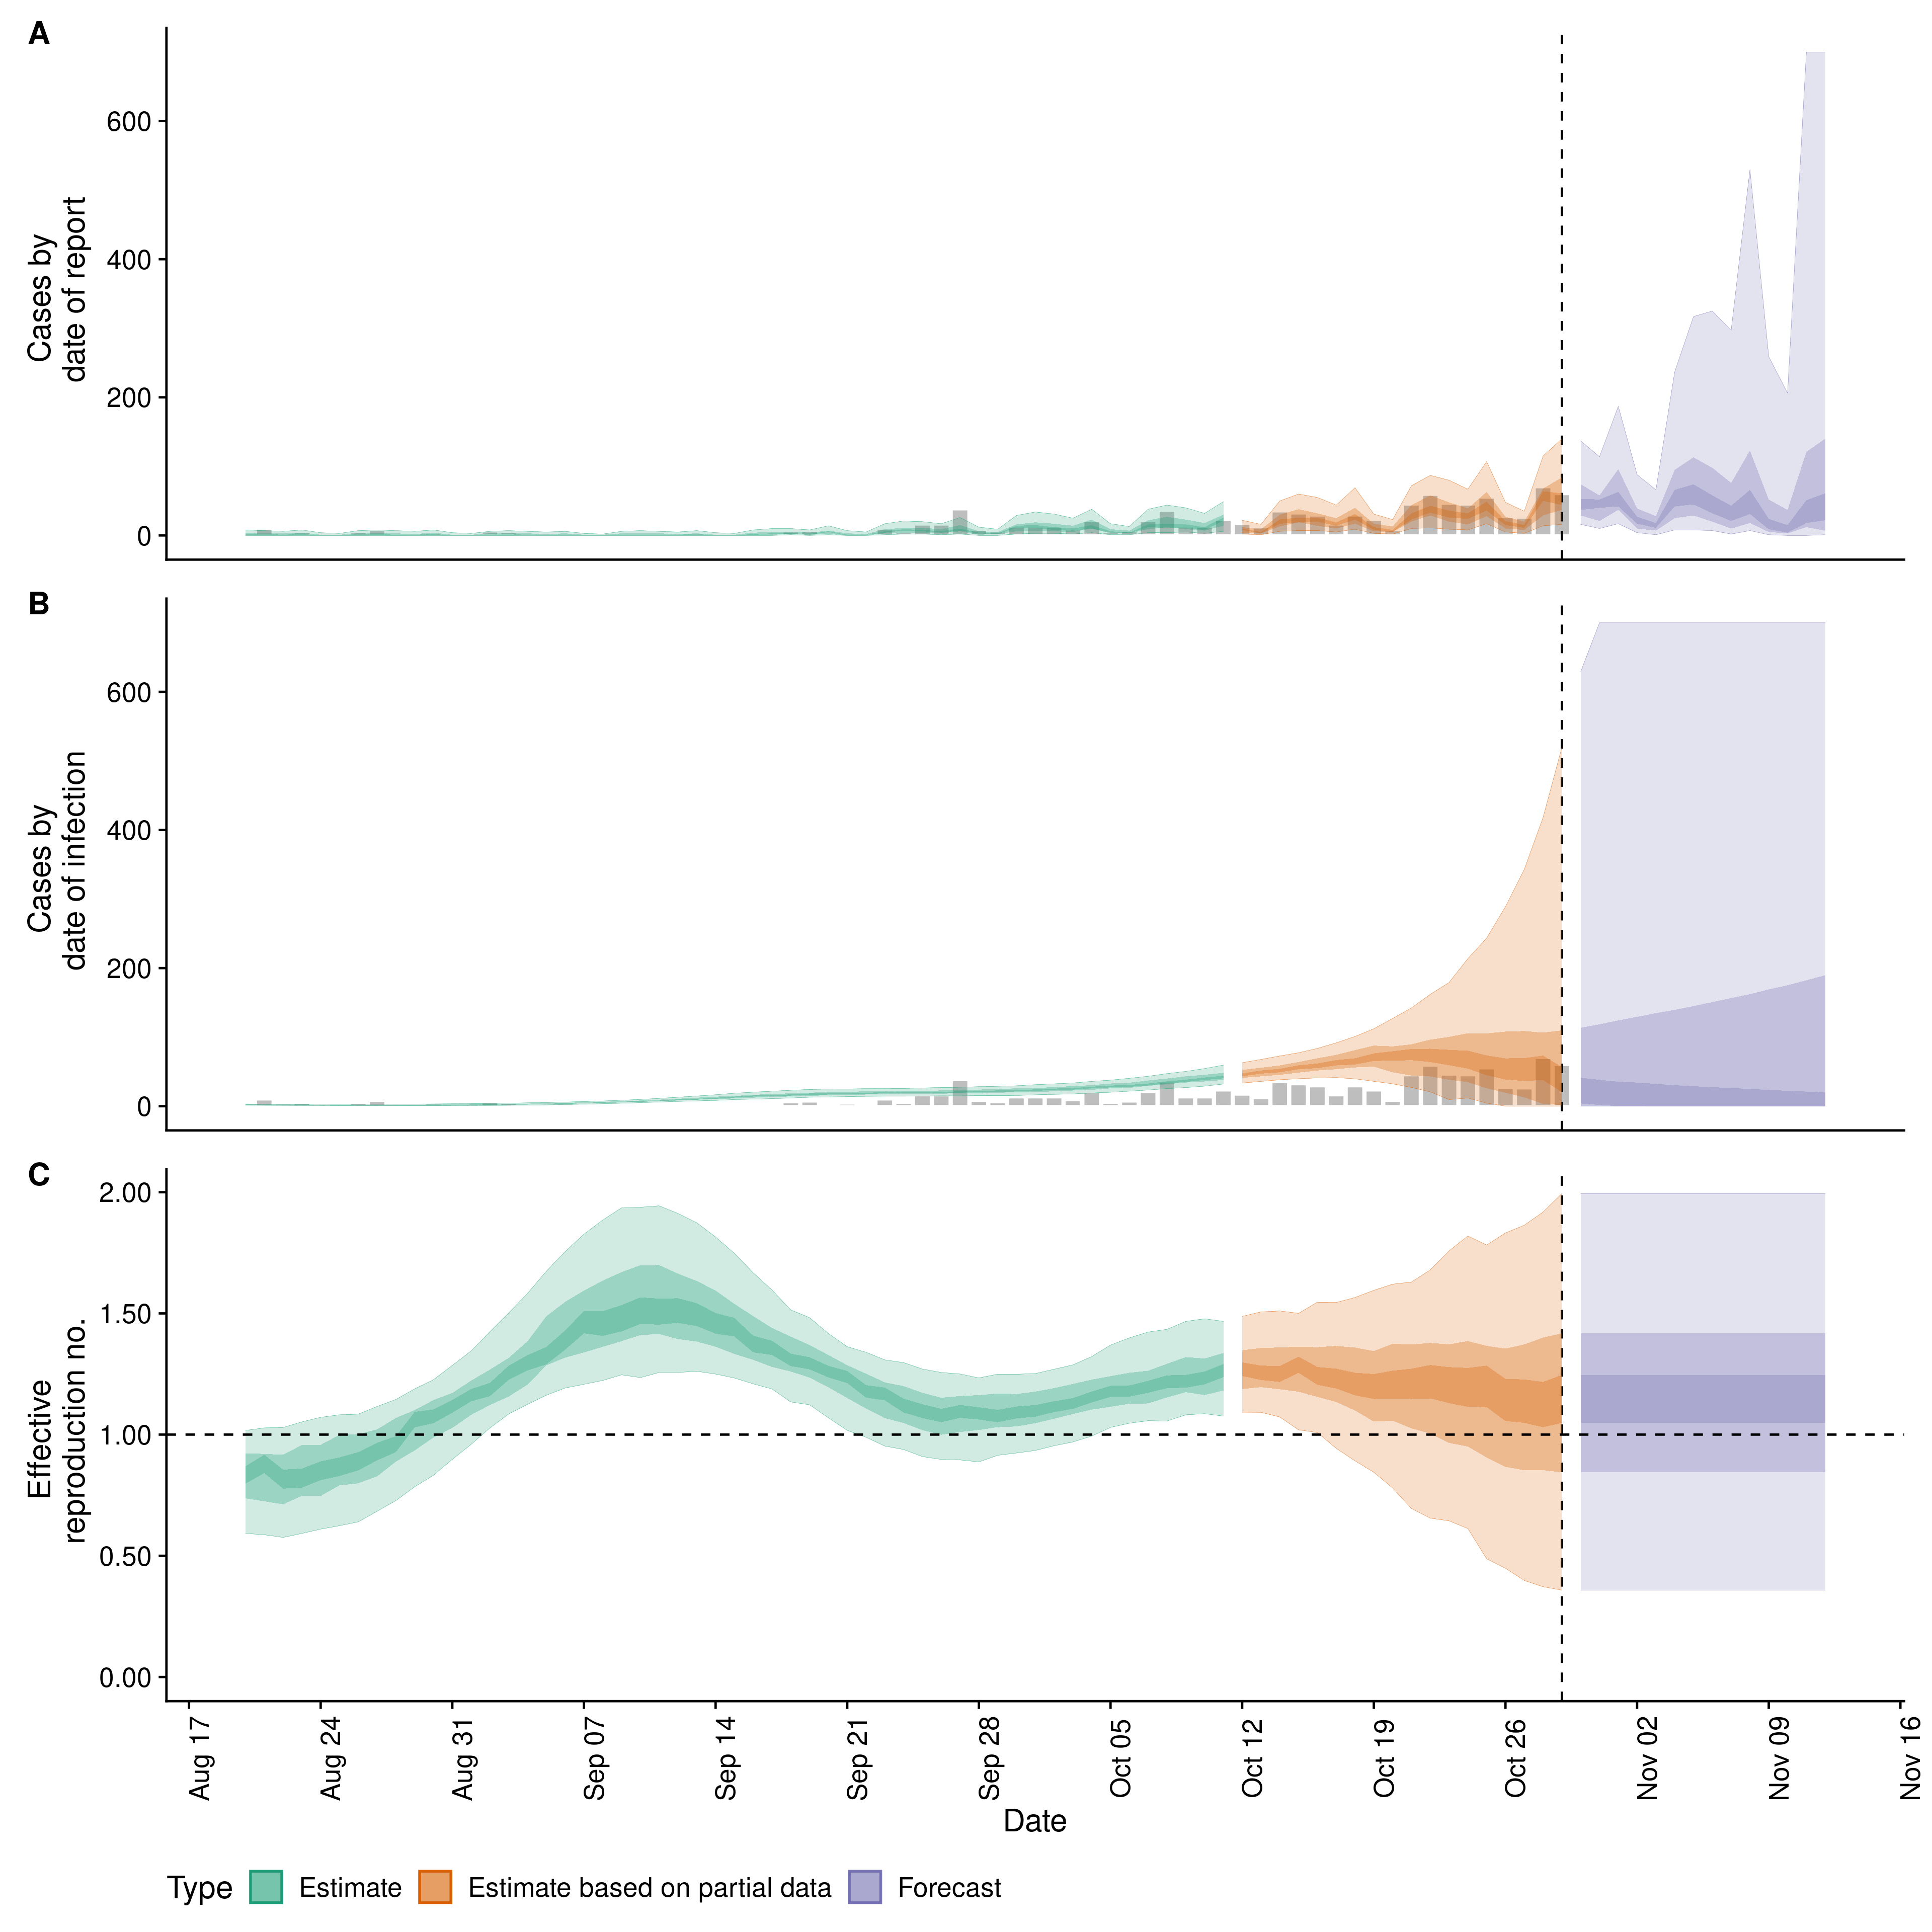 A
Cases by
date of report
600
400
200
0
B
Cases by
date of infection
600
400
200
0
C
Effective
reproduction no.
2.00
1.50
1.00
0.50
0.00
Aug 17
Aug 24
Aug 31
Sep 07
Sep 14
Sep 21
Sep 28
Oct 05
Oct 12
Oct 19
Oct 26
Nov 02
Nov 09
Nov 16
Date
Type Estimate Estimate based on partial data Forecast